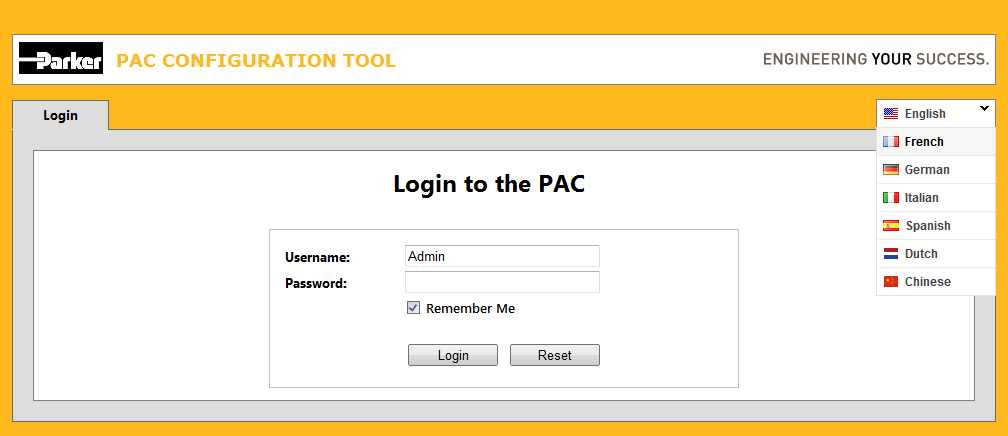 Parker PAC CONFIGURATION TOOL ENGINEERING YOUR SUCCESS.
Login
English
French
German
Italian
Spanish
Dutch
Chinese
Login to the PAC
Username: Admin
Password:
Remember Me
Login Reset